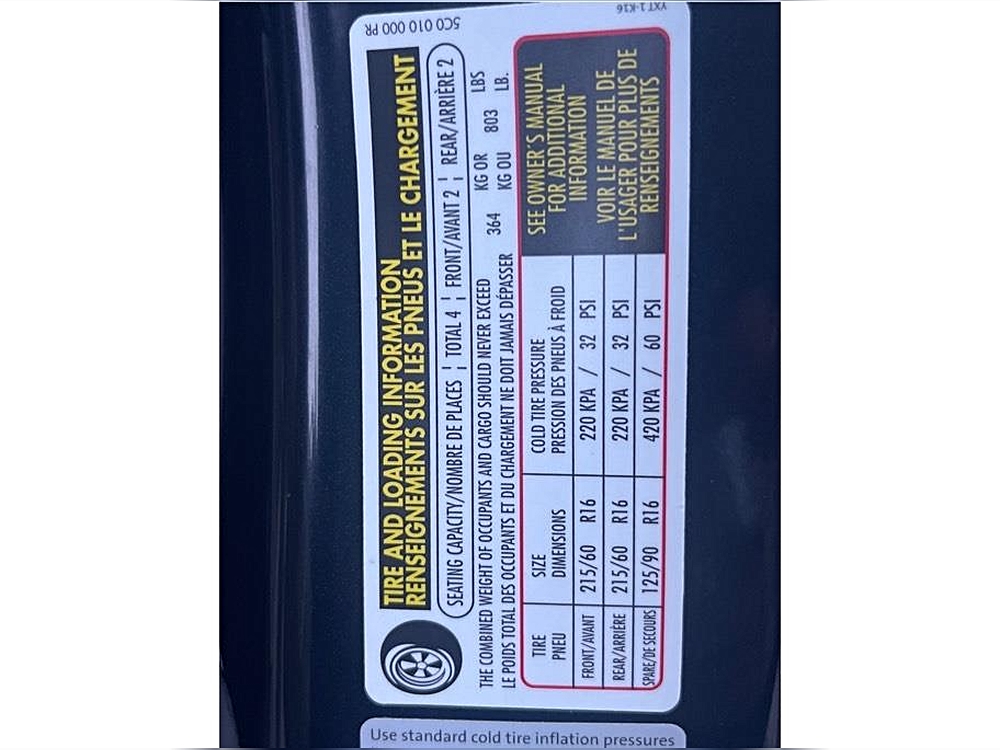 5C0 010 000 PR
TIRE AND LOADING INFORMATION
RENSEIGNEMENTS SUR LES PNEUS ET LE CHARGEMENT
SEATING CAPACITY/NOMBRE DE PLACES ¦ TOTAL 4 ¦ FRONT/AVANT 2 ¦ REAR/ARRIÈRE 2
THE COMBINED WEIGHT OF OCCUPANTS AND CARGO SHOULD NEVER EXCEED 364 KG OR 803 LBS
LE POIDS TOTAL DES OCCUPANTS ET DU CHARGEMENT NE DOIT JAMAIS DÉPASSER KG OU LB.
TIRE SIZE COLD TIRE PRESSURE
PNEU DIMENSIONS PRESSION DES PNEUS À FROID
FRONT/AVANT 215/60 R16 220 KPA / 32 PSI
REAR/ARRIÈRE 215/60 R16 220 KPA / 32 PSI
SPARE/DE SECOURS 125/90 R16 420 KPA / 60 PSI
SEE OWNER'S MANUAL
FOR ADDITIONAL
INFORMATION
VOIR LE MANUEL DE
L'USAGER POUR PLUS DE
RENSEIGNEMENTS
YXT1-K16
Use standard cold tire inflation pressures